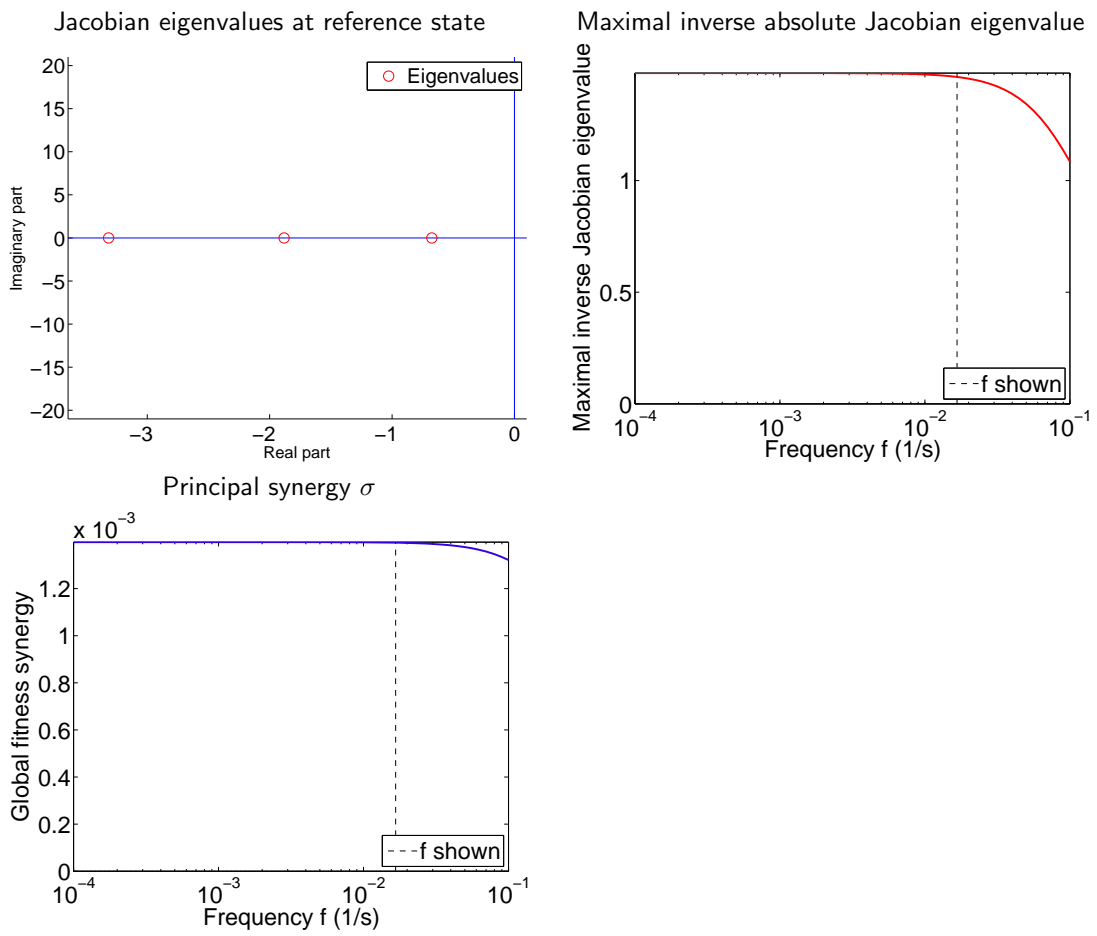 Jacobian eigenvalues at reference state
20
15
10
5
0
−5
−10
−15
−20
Imaginary part
−3
−2
−1
0
Real part
Eigenvalues
Maximal inverse absolute Jacobian eigenvalue
Maximal inverse Jacobian eigenvalue
1
0.5
0
10−4
10−3
10−2
10−1
Frequency f (1/s)
f shown
Principal synergy σ
x 10−3
Global fitness synergy
1.2
1
0.8
0.6
0.4
0.2
0
10−4
10−3
10−2
10−1
Frequency f (1/s)
f shown